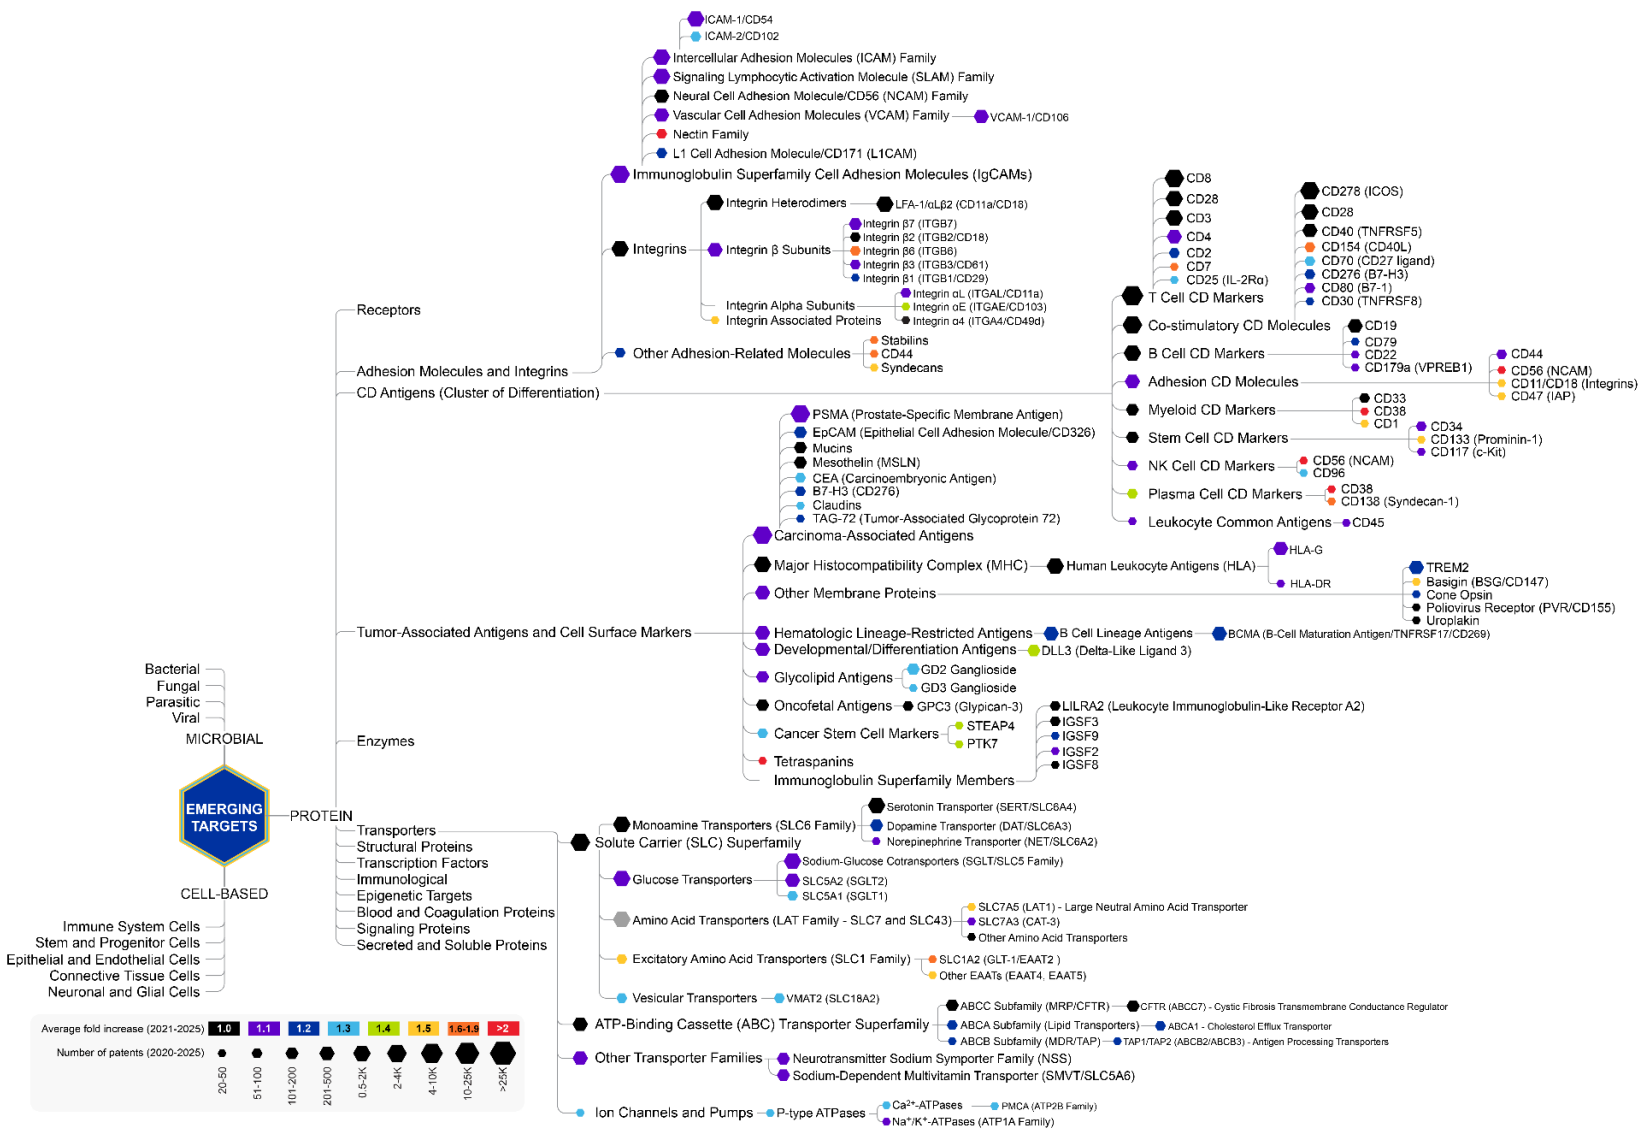 ICAM-1/CD54
ICAM-2/CD102
Intercellular Adhesion Molecules (ICAM) Family
Signaling Lymphocytic Activation Molecule (SLAM) Family
Neural Cell Adhesion Molecule/CD56 (NCAM) Family
Vascular Cell Adhesion Molecules (VCAM) Family
VCAM-1/CD106
Nectin Family
L1 Cell Adhesion Molecule/CD171 (L1CAM)
Immunoglobulin Superfamily Cell Adhesion Molecules (IgCAMs)
Integrin Heterodimers
LFA-1/αLβ2 (CD11a/CD18)
Integrins
Integrin β Subunits
Integrin β7 (ITGB7)
Integrin β2 (ITGB2/CD18)
Integrin β6 (ITGB6)
Integrin β3 (ITGB3/CD61)
Integrin β1 (ITGB1/CD29)
Integrin Alpha Subunits
Integrin αL (ITGAL/CD11a)
Integrin αE (ITGAE/CD103)
Integrin α4 (ITGA4/CD49d)
Integrin Associated Proteins
Other Adhesion-Related Molecules
Stabilins
CD44
Syndecans
Receptors
Adhesion Molecules and Integrins
CD Antigens (Cluster of Differentiation)
CD8
CD28
CD3
CD4
CD2
CD7
CD25 (IL-2Rα)
T Cell CD Markers
CD278 (ICOS)
CD28
CD40 (TNFRSF5)
CD154 (CD40L)
CD70 (CD27 ligand)
CD276 (B7-H3)
CD80 (B7-1)
CD30 (TNFRSF8)
Co-stimulatory CD Molecules
B Cell CD Markers
CD19
CD79
CD22
CD179a (VPREB1)
Adhesion CD Molecules
CD44
CD56 (NCAM)
CD11/CD18 (Integrins)
CD47 (IAP)
Myeloid CD Markers
CD33
CD38
CD1
Stem Cell CD Markers
CD34
CD133 (Prominin-1)
CD117 (c-Kit)
NK Cell CD Markers
CD56 (NCAM)
CD96
Plasma Cell CD Markers
CD38
CD138 (Syndecan-1)
Leukocyte Common Antigens
CD45
PSMA (Prostate-Specific Membrane Antigen)
EpCAM (Epithelial Cell Adhesion Molecule/CD326)
Mucins
Mesothelin (MSLN)
CEA (Carcinoembryonic Antigen)
B7-H3 (CD276)
Claudins
TAG-72 (Tumor-Associated Glycoprotein 72)
Carcinoma-Associated Antigens
Major Histocompatibility Complex (MHC)
Human Leukocyte Antigens (HLA)
HLA-G
HLA-DR
Other Membrane Proteins
TREM2
Basigin (BSG/CD147)
Cone Opsin
Poliovirus Receptor (PVR/CD155)
Uroplakin
Tumor-Associated Antigens and Cell Surface Markers
Hematologic Lineage-Restricted Antigens
B Cell Lineage Antigens
BCMA (B-Cell Maturation Antigen/TNFRSF17/CD269)
Developmental/Differentiation Antigens
DLL3 (Delta-Like Ligand 3)
Glycolipid Antigens
GD2 Ganglioside
GD3 Ganglioside
Oncofetal Antigens
GPC3 (Glypican-3)
Cancer Stem Cell Markers
STEAP4
PTK7
Tetraspanins
Immunoglobulin Superfamily Members
LILRA2 (Leukocyte Immunoglobulin-Like Receptor A2)
IGSF3
IGSF9
IGSF2
IGSF8
Bacterial
Fungal
Parasitic
Viral
MICROBIAL
EMERGING
TARGETS
PROTEIN
CELL-BASED
Immune System Cells
Stem and Progenitor Cells
Epithelial and Endothelial Cells
Connective Tissue Cells
Neuronal and Glial Cells
Enzymes
Transporters
Structural Proteins
Transcription Factors
Immunological
Epigenetic Targets
Blood and Coagulation Proteins
Signaling Proteins
Secreted and Soluble Proteins
Monoamine Transporters (SLC6 Family)
Serotonin Transporter (SERT/SLC6A4)
Dopamine Transporter (DAT/SLC6A3)
Norepinephrine Transporter (NET/SLC6A2)
Solute Carrier (SLC) Superfamily
Glucose Transporters
Sodium-Glucose Cotransporters (SGLT/SLC5 Family)
SLC5A2 (SGLT2)
SLC5A1 (SGLT1)
Amino Acid Transporters (LAT Family - SLC7 and SLC43)
SLC7A5 (LAT1) - Large Neutral Amino Acid Transporter
SLC7A3 (CAT-3)
Other Amino Acid Transporters
Excitatory Amino Acid Transporters (SLC1 Family)
SLC1A2 (GLT-1/EAAT2 )
Other EAATs (EAAT4, EAAT5)
Vesicular Transporters
VMAT2 (SLC18A2)
ATP-Binding Cassette (ABC) Transporter Superfamily
ABCC Subfamily (MRP/CFTR)
CFTR (ABCC7) - Cystic Fibrosis Transmembrane Conductance Regulator
ABCA Subfamily (Lipid Transporters)
ABCA1 - Cholesterol Efflux Transporter
ABCB Subfamily (MDR/TAP)
TAP1/TAP2 (ABCB2/ABCB3) - Antigen Processing Transporters
Other Transporter Families
Neurotransmitter Sodium Symporter Family (NSS)
Sodium-Dependent Multivitamin Transporter (SMVT/SLC5A6)
Ion Channels and Pumps
P-type ATPases
Ca²⁺-ATPases
PMCA (ATP2B Family)
Na⁺/K⁺-ATPases (ATP1A Family)
Average fold increase (2021-2025)
1.0 1.1 1.2 1.3 1.4 1.5 1.6-1.9 >2
Number of patents (2020-2025)
20-50 51-100 101-200 201-500 0.5-2K 2-4K 4-10K 10-25K >25K